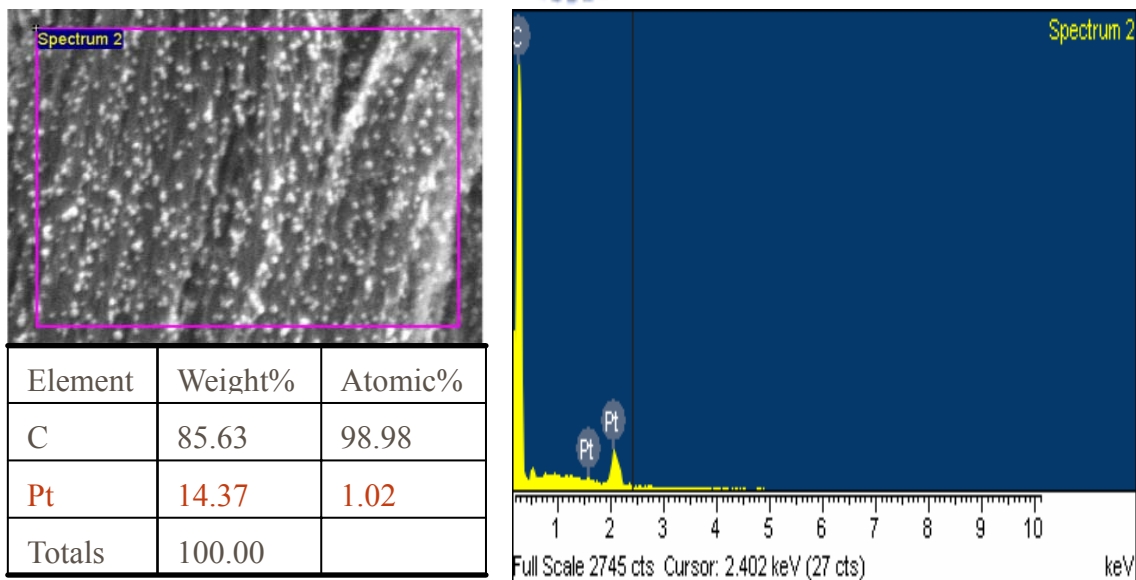 Spectrum 2
Element Weight% Atomic%
C 85.63 98.98
Pt 14.37 1.02
Totals 100.00
Spectrum 2
C
Pt
Pt
1 2 3 4 5 6 7 8 9 10
Full Scale 2745 cts Cursor: 2.402 keV (27 cts) keV